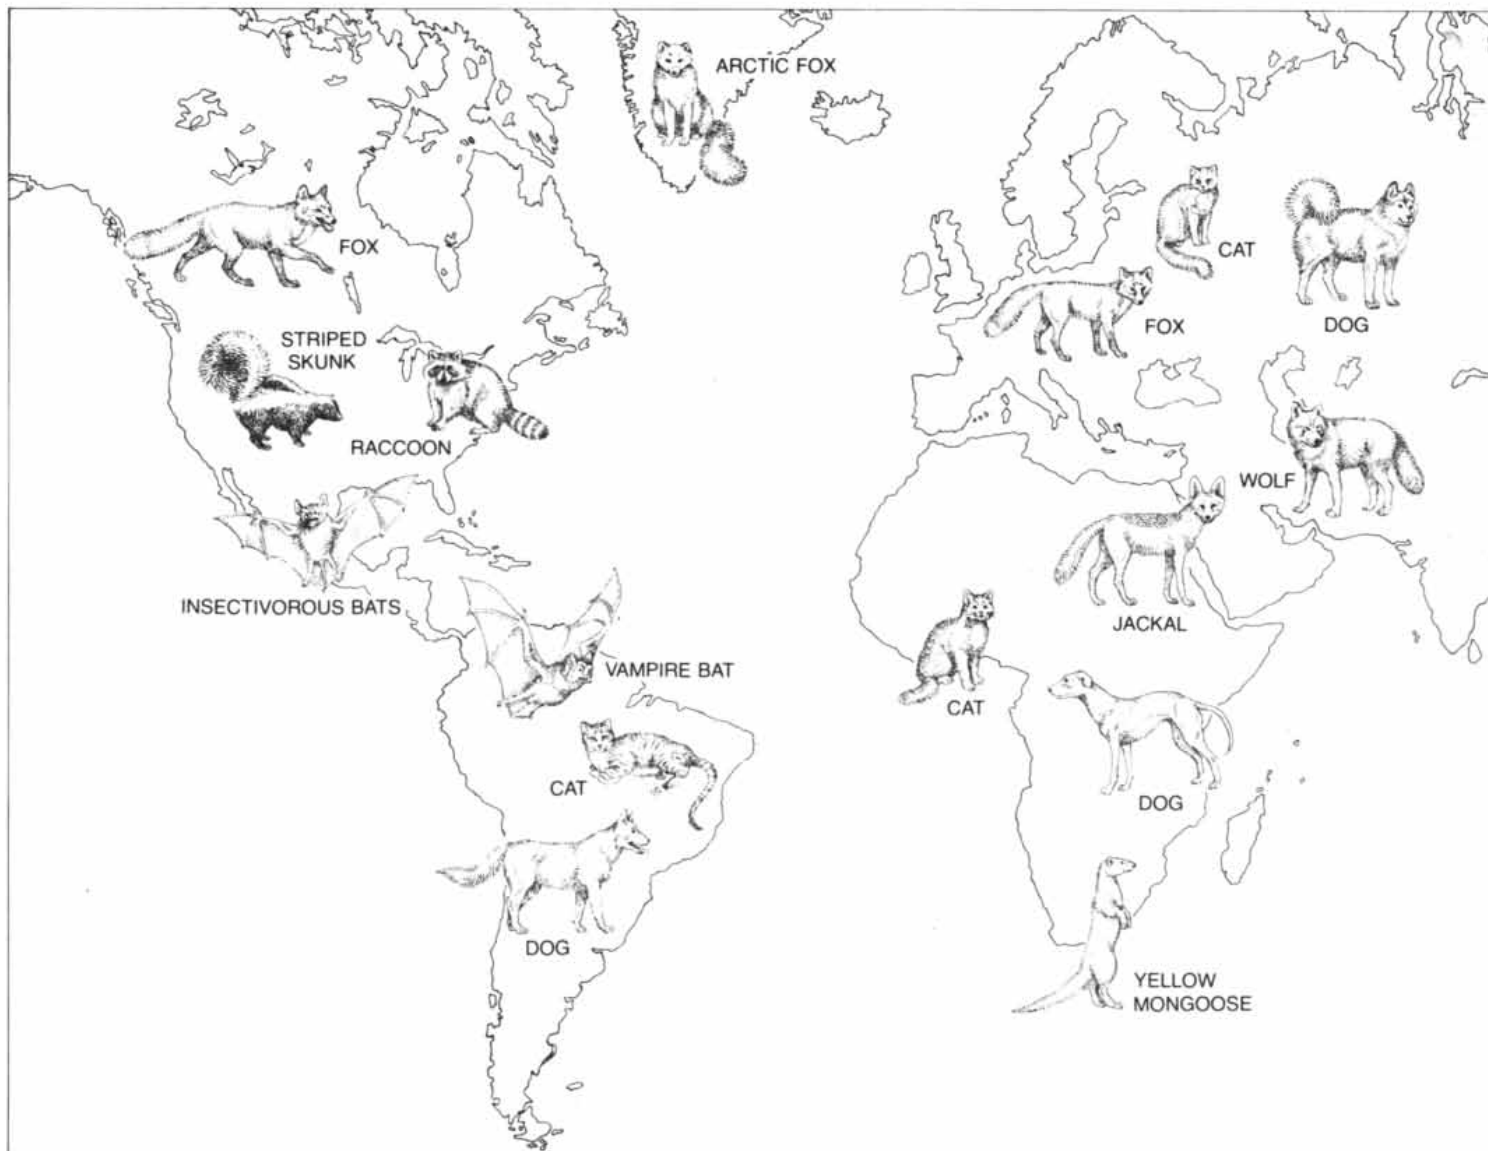 ARCTIC FOX
FOX
CAT
FOX
DOG
STRIPED
SKUNK
RACCOON
WOLF
INSECTIVOROUS BATS
JACKAL
VAMPIRE BAT
CAT
CAT
DOG
DOG
YELLOW
MONGOOSE